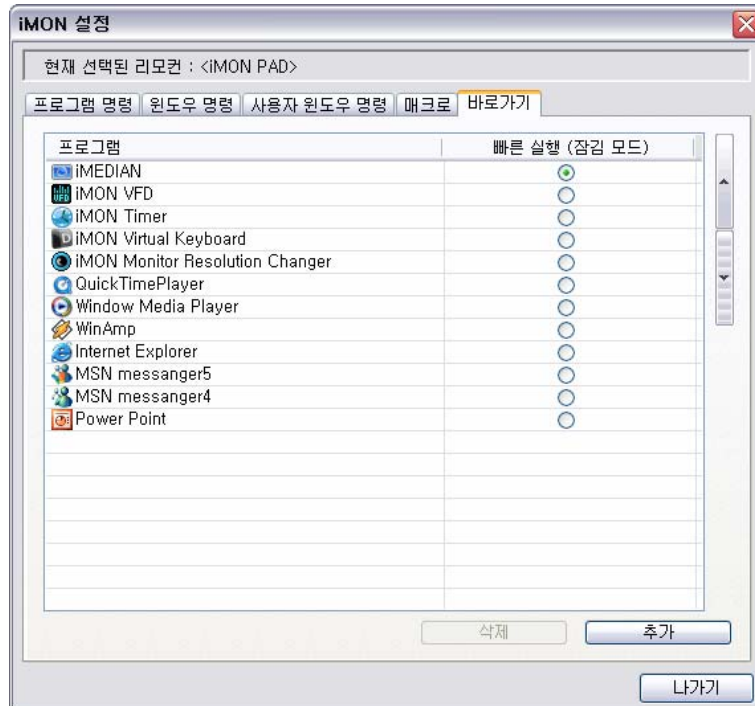 iMON 설정
현재 선택된 리모컨 : <iMON PAD>
프로그램 명령 윈도우 명령 사용자 윈도우 명령 매크로 바로가기
프로그램 빠른 실행 (잠김 모드)
iMEDIAN
iMON VFD
iMON Timer
iMON Virtual Keyboard
iMON Monitor Resolution Changer
QuickTimePlayer
Window Media Player
WinAmp
Internet Explorer
MSN messanger5
MSN messanger4
Power Point
삭제 추가
나가기